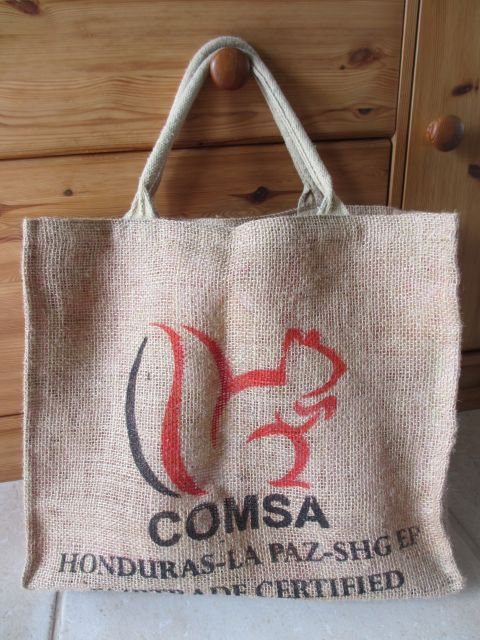 COMSA
HONDURAS-LA PAZ-SHG EP
CERTIFIED